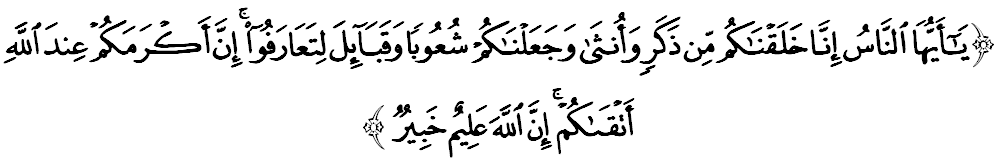 ﴿يَٰٓأَيُّهَا ٱلنَّاسُ إِنَّا خَلَقۡنَٰكُم مِّن ذَكَرٖ وَأُنثَىٰ وَجَعَلۡنَٰكُمۡ شُعُوبٗا وَقَبَآئِلَ لِتَعَارَفُوٓاْۚ إِنَّ أَكۡرَمَكُمۡ عِندَ ٱللَّهِ
أَتۡقَىٰكُمۡۚ إِنَّ ٱللَّهَ عَلِيمٌ خَبِيرٞ﴾